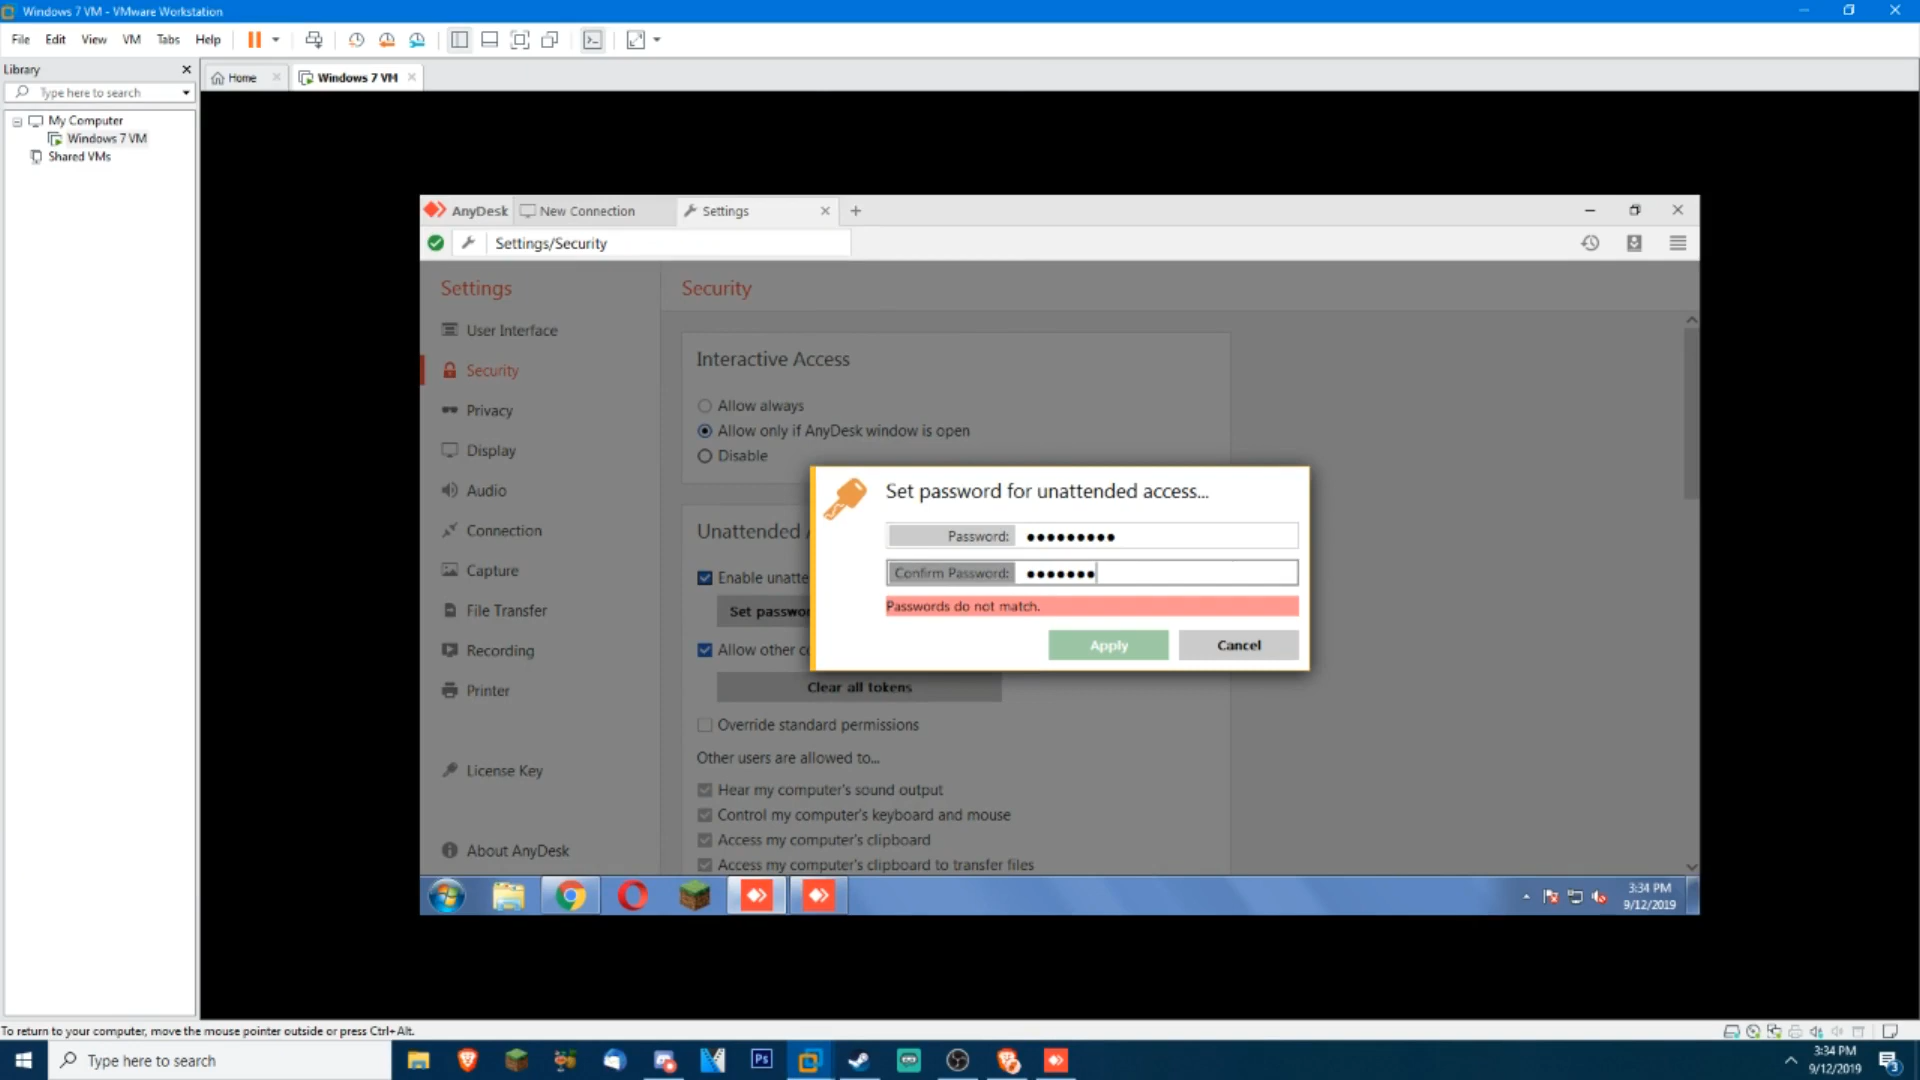 Windows 7 VM - VMware Workstation
File Edit View VM Tabs Help
Library
Type here to search
My Computer
Windows 7 VM
Shared VMs
Home
Windows 7 VM
AnyDesk
New Connection
Settings
Settings/Security
Settings
User Interface
Security
Privacy
Display
Audio
Connection
Capture
File Transfer
Recording
Printer
License Key
About AnyDesk
Security
Interactive Access
Allow always
Allow only if AnyDesk window is open
Disable
Unattended
Enable unatte
Set passwor
Allow other c
Clear all tokens
Override standard permissions
Other users are allowed to...
Hear my computer's sound output
Control my computer's keyboard and mouse
Access my computer's clipboard
Access my computer's clipboard to transfer files
Set password for unattended access...
Password: ●●●●●●●●●
Confirm Password: ●●●●●●●
Passwords do not match.
Apply
Cancel
3:34 PM
9/12/2019
To return to your computer, move the mouse pointer outside or press Ctrl+Alt.
Type here to search
Ps
3:34 PM
9/12/2019
3